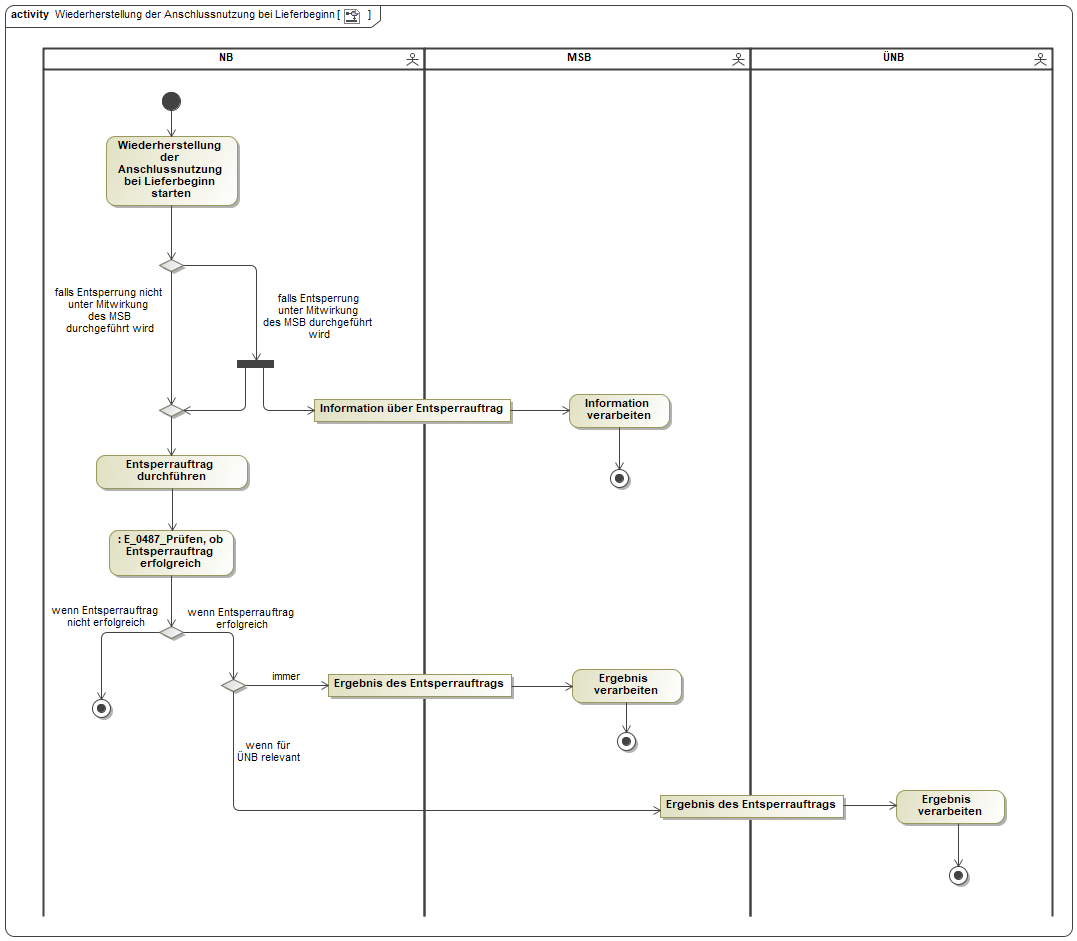 activity Wiederherstellung der Anschlussnutzung bei Lieferbeginn [ ]
NB
MSB
ÜNB
Wiederherstellung
der
Anschlussnutzung
bei Lieferbeginn
starten
falls Entsperrung nicht
unter Mitwirkung
des MSB
durchgeführt wird
falls Entsperrung
unter Mitwirkung
des MSB durchgeführt
wird
Information über Entsperrauftrag
Information
verarbeiten
Entsperrauftrag
durchführen
: E_0487_Prüfen, ob
Entsperrauftrag
erfolgreich
wenn Entsperrauftrag
nicht erfolgreich
wenn Entsperrauftrag
erfolgreich
immer
Ergebnis des Entsperrauftrags
Ergebnis
verarbeiten
wenn für
ÜNB relevant
Ergebnis des Entsperrauftrags
Ergebnis
verarbeiten